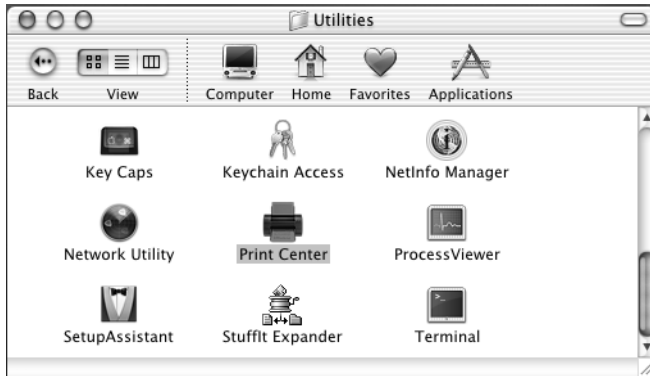 Utilities
Back View Computer Home Favorites Applications
Key Caps Keychain Access NetInfo Manager
Network Utility Print Center ProcessViewer
SetupAssistant StuffIt Expander Terminal